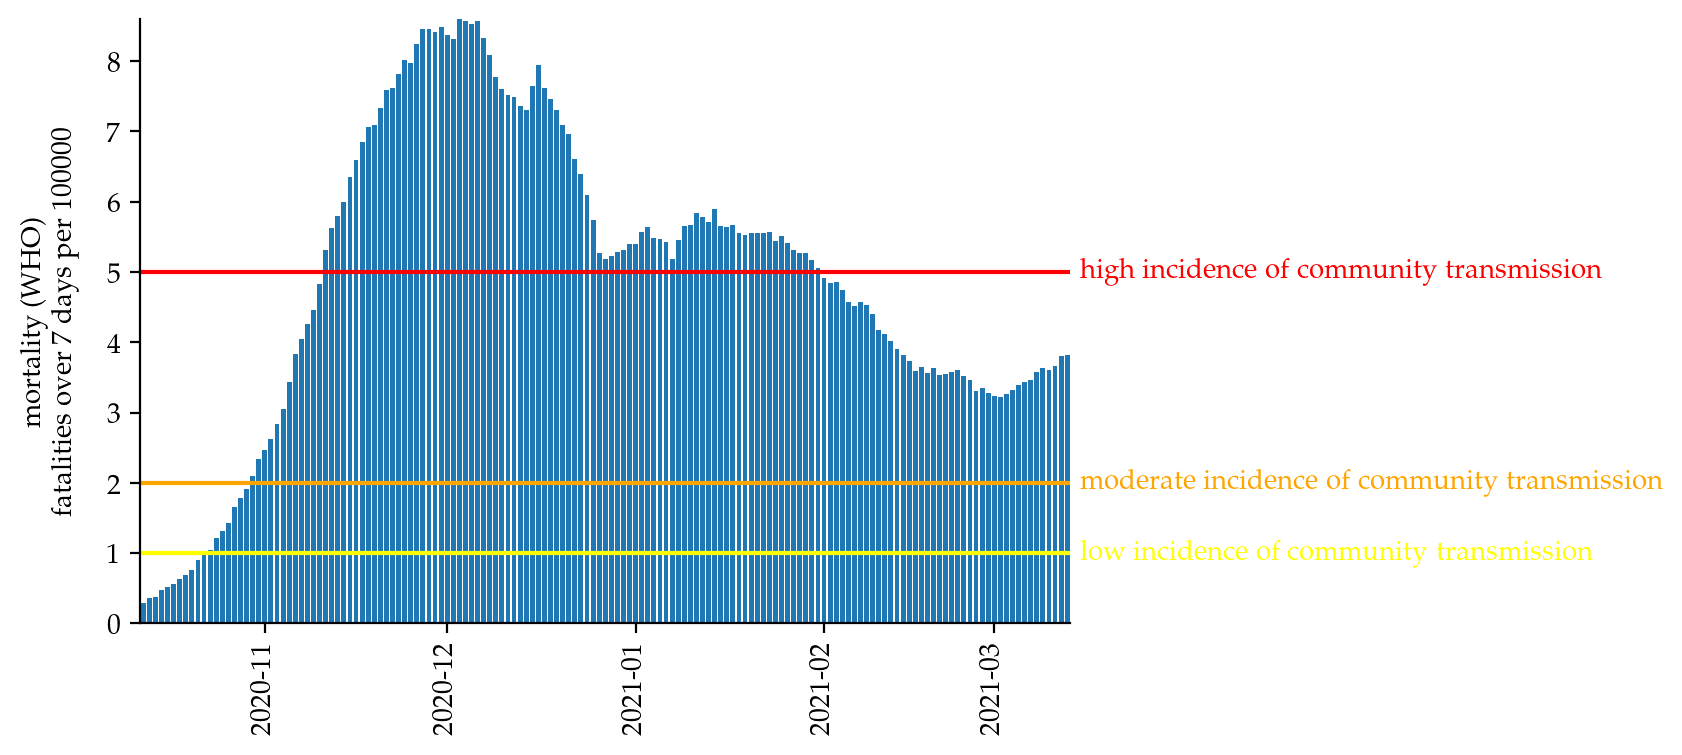 mortality (WHO)
fatalities over 7 days per 100000
8
7
6
5
4
3
2
1
0
high incidence of community transmission
moderate incidence of community transmission
low incidence of community transmission
2020-11
2020-12
2021-01
2021-02
2021-03